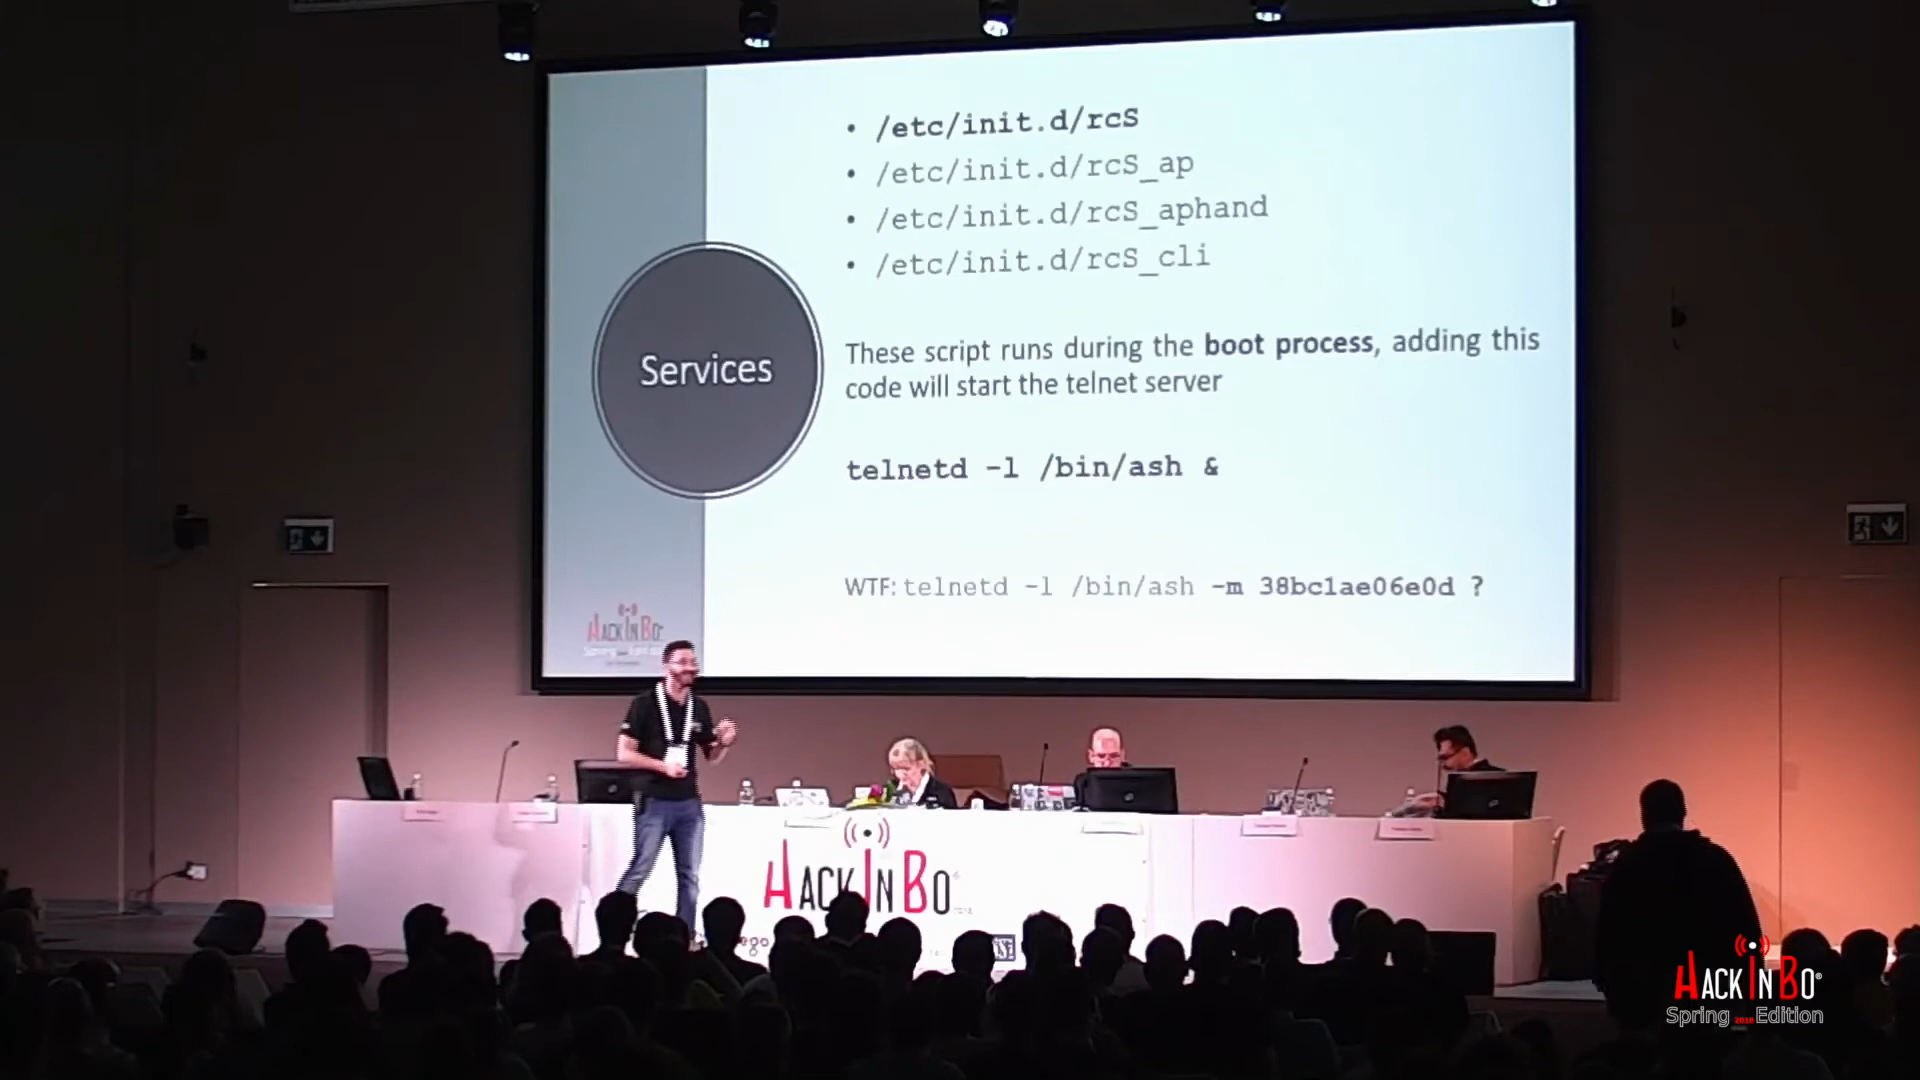 • /etc/init.d/rcS
• /etc/init.d/rcS_ap
• /etc/init.d/rcS_aphand
• /etc/init.d/rcS_cli
Services
These script runs during the boot process, adding this
code will start the telnet server
telnetd -l /bin/ash &
WTF: telnetd -l /bin/ash -m 38bc1ae06e0d ?
HACKINBO
Spring
HACKINBO
HACKINBO®
Spring 2018 Edition